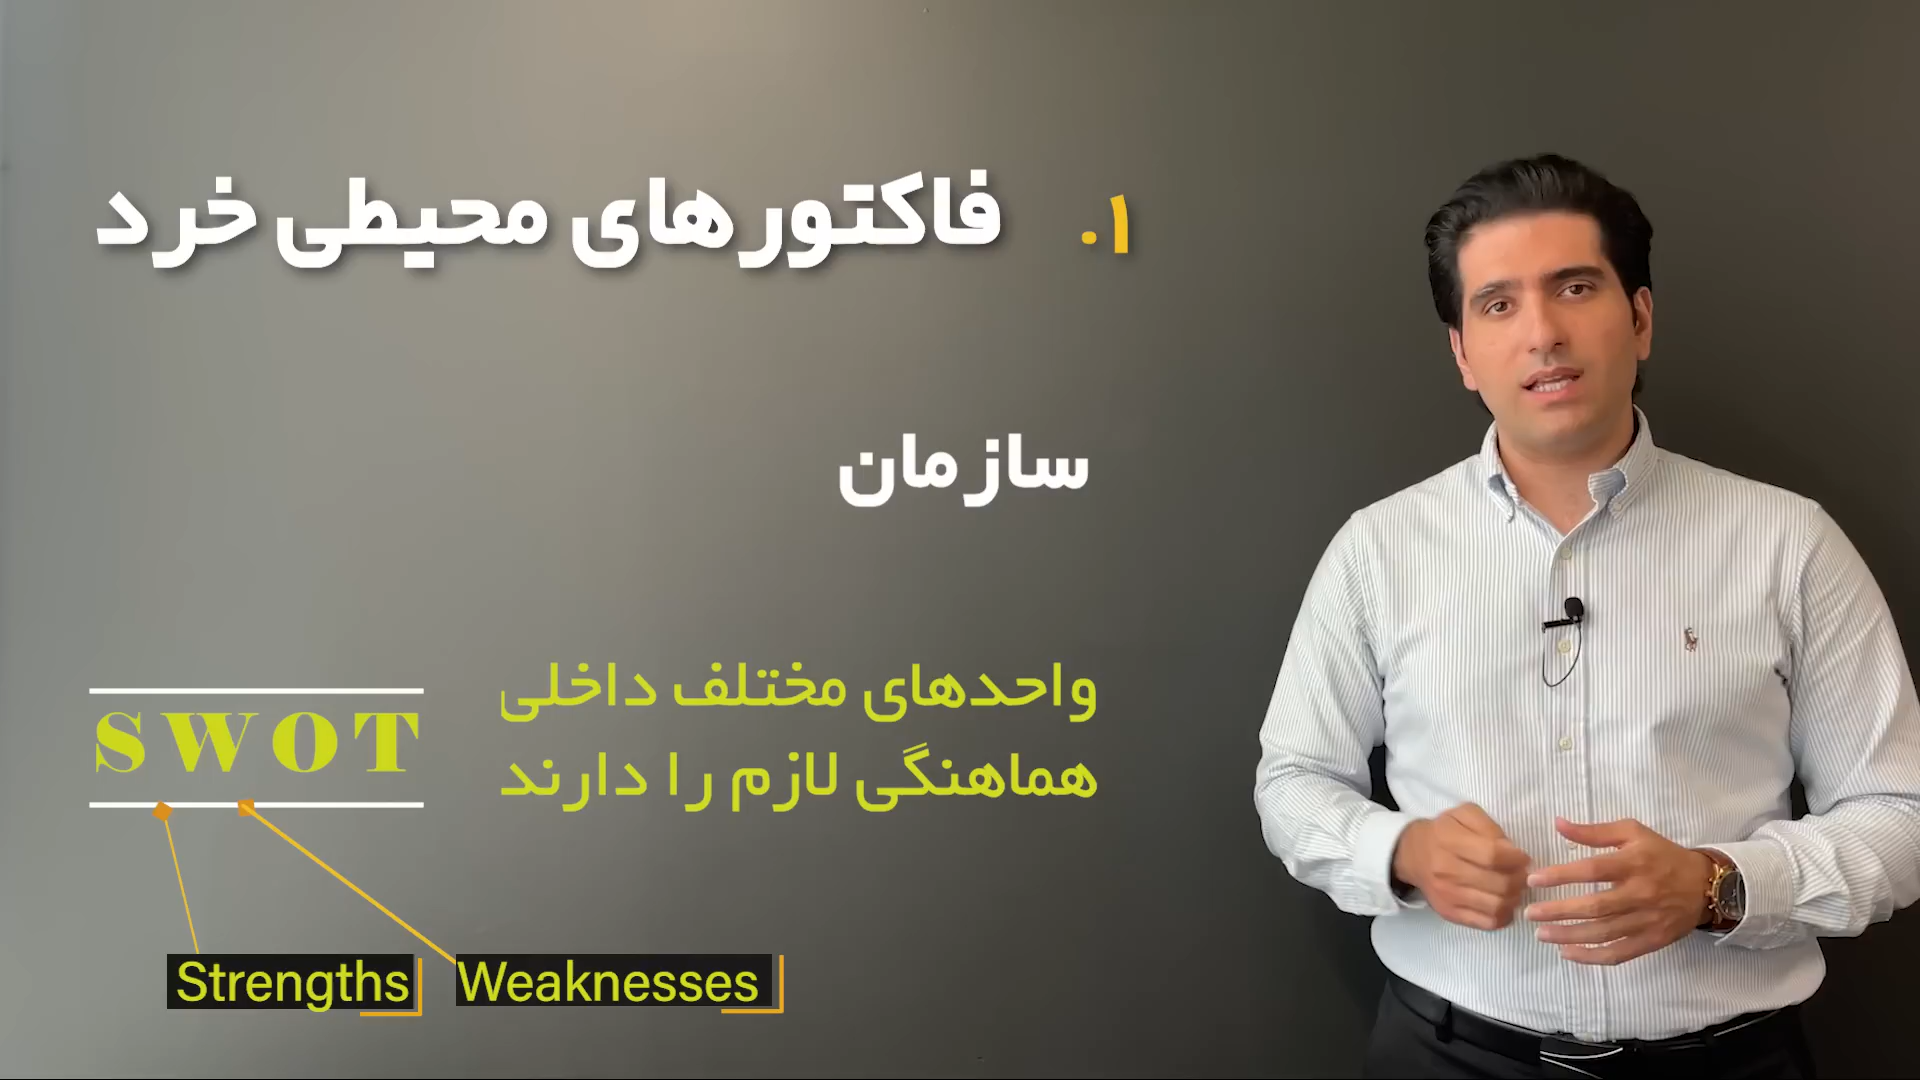 ۱. فاکتورهای محیطی خرد
سازمان
واحدهای مختلف داخلی
هماهنگی لازم را دارند
SWOT
Strengths
Weaknesses